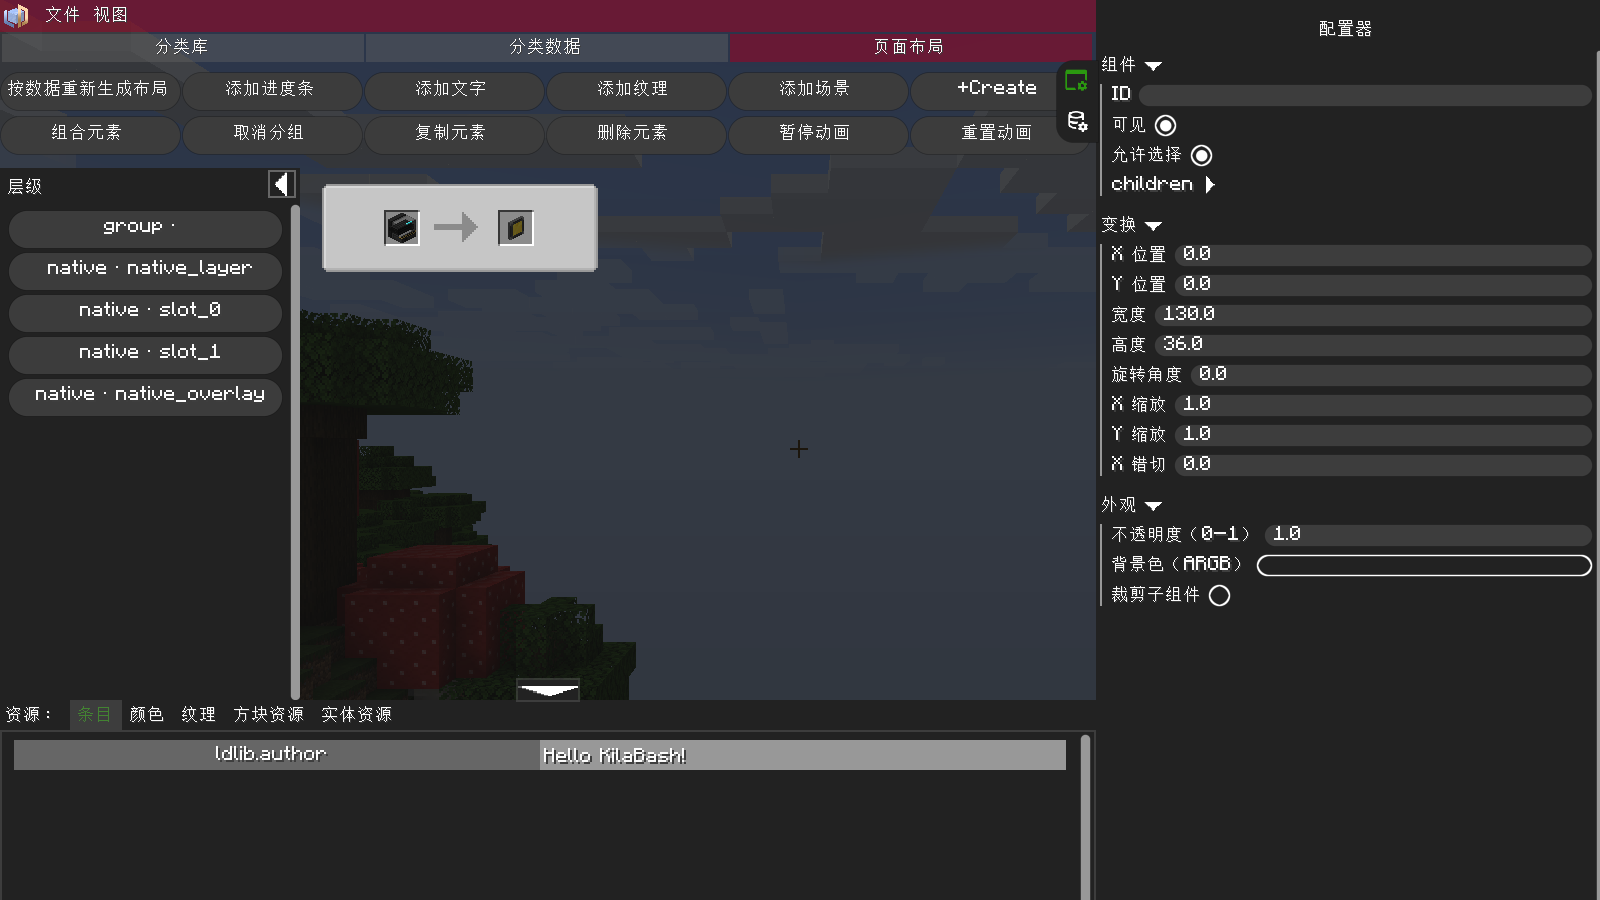 文件 视图
分类库 分类数据 页面布局
按数据重新生成布局 添加进度条 添加文字 添加纹理 添加场景 +Create
组合元素 取消分组 复制元素 删除元素 暂停动画 重置动画
层级
group ·
native · native_layer
native · slot_0
native · slot_1
native · native_overlay
资源： 条目 颜色 纹理 方块资源 实体资源
ldlib.author Hello KilaBash!
配置器
组件
ID
可见
允许选择
children
变换
X 位置 0.0
Y 位置 0.0
宽度 130.0
高度 36.0
旋转角度 0.0
X 缩放 1.0
Y 缩放 1.0
X 错切 0.0
外观
不透明度（0-1） 1.0
背景色（ARGB）
裁剪子组件